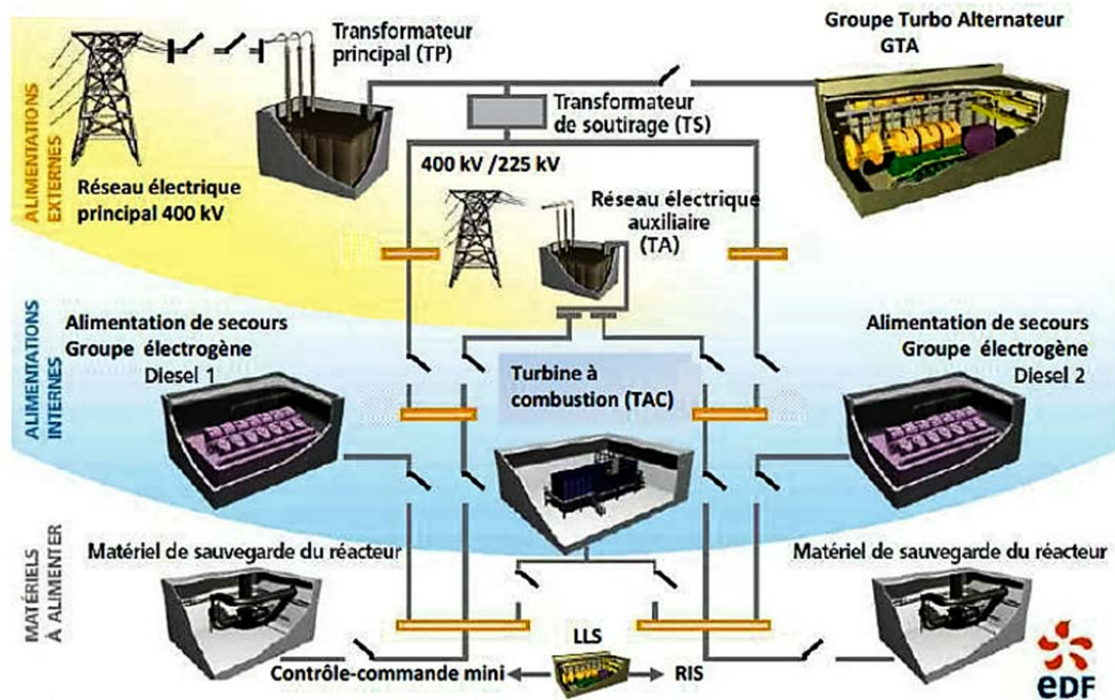 Transformateur
principal (TP)
Groupe Turbo Alternateur
GTA
Transformateur
de soutirage (TS)
ALIMENTATIONS
EXTERNES
Réseau électrique
principal 400 kV
400 kV /225 kV
Réseau électrique
auxiliaire
(TA)
ALIMENTATIONS
INTERNES
Alimentation de secours
Groupe électrogène
Diesel 1
Turbine à
combustion (TAC)
Alimentation de secours
Groupe électrogène
Diesel 2
MATÉRIELS
À ALIMENTER
Matériel de sauvegarde du réacteur
Matériel de sauvegarde du réacteur
LLS
Contrôle-commande mini
RIS
eDF